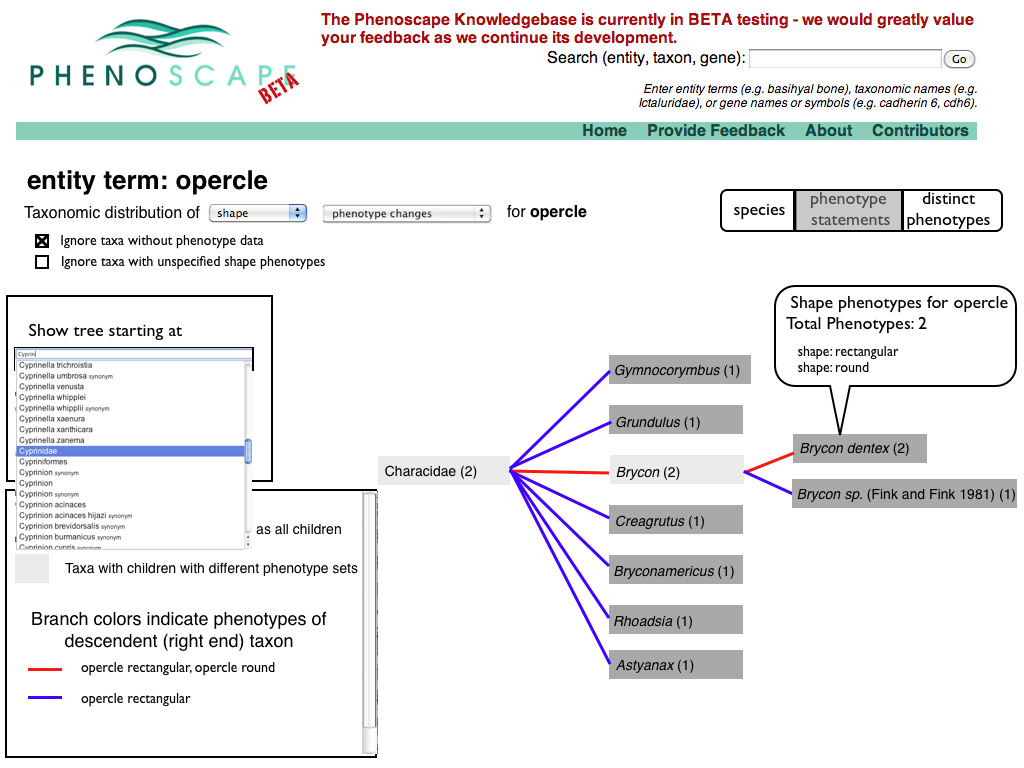 PHENOSCAPE
BETA
The Phenoscape Knowledgebase is currently in BETA testing - we would greatly value
your feedback as we continue its development.
Search (entity, taxon, gene):
Go
Enter entity terms (e.g. basihyal bone), taxonomic names (e.g.
Ictaluridae), or gene names or symbols (e.g. cadherin 6, cdh6).
Home Provide Feedback About Contributors
entity term: opercle
Taxonomic distribution of shape phenotype changes for opercle
Ignore taxa without phenotype data
Ignore taxa with unspecified shape phenotypes
species
phenotype
statements
distinct
phenotypes
Show tree starting at
Cyprin
Cyprinella trichroistia
Cyprinella umbrosa synonym
Cyprinella venusta
Cyprinella whipplei
Cyprinella whipplii synonym
Cyprinella xaenura
Cyprinella xanthicara
Cyprinella zanema
Cyprinidae
Cypriniformes
Cyprinion synonym
Cyprinion
Cyprinion synonym
Cyprinion acinaces
Cyprinion acinaces hijazi synonym
Cyprinion brevidorsalis synonym
Cyprinion burmanicus synonym
Cyprinion cypris synonym
as all children
Taxa with children with different phenotype sets
Branch colors indicate phenotypes of
descendent (right end) taxon
opercle rectangular, opercle round
opercle rectangular
Characidae (2)
Gymnocorymbus (1)
Grundulus (1)
Brycon (2)
Creagrutus (1)
Bryconamericus (1)
Rhoadsia (1)
Astyanax (1)
Shape phenotypes for opercle
Total Phenotypes: 2
shape: rectangular
shape: round
Brycon dentex (2)
Brycon sp. (Fink and Fink 1981) (1)